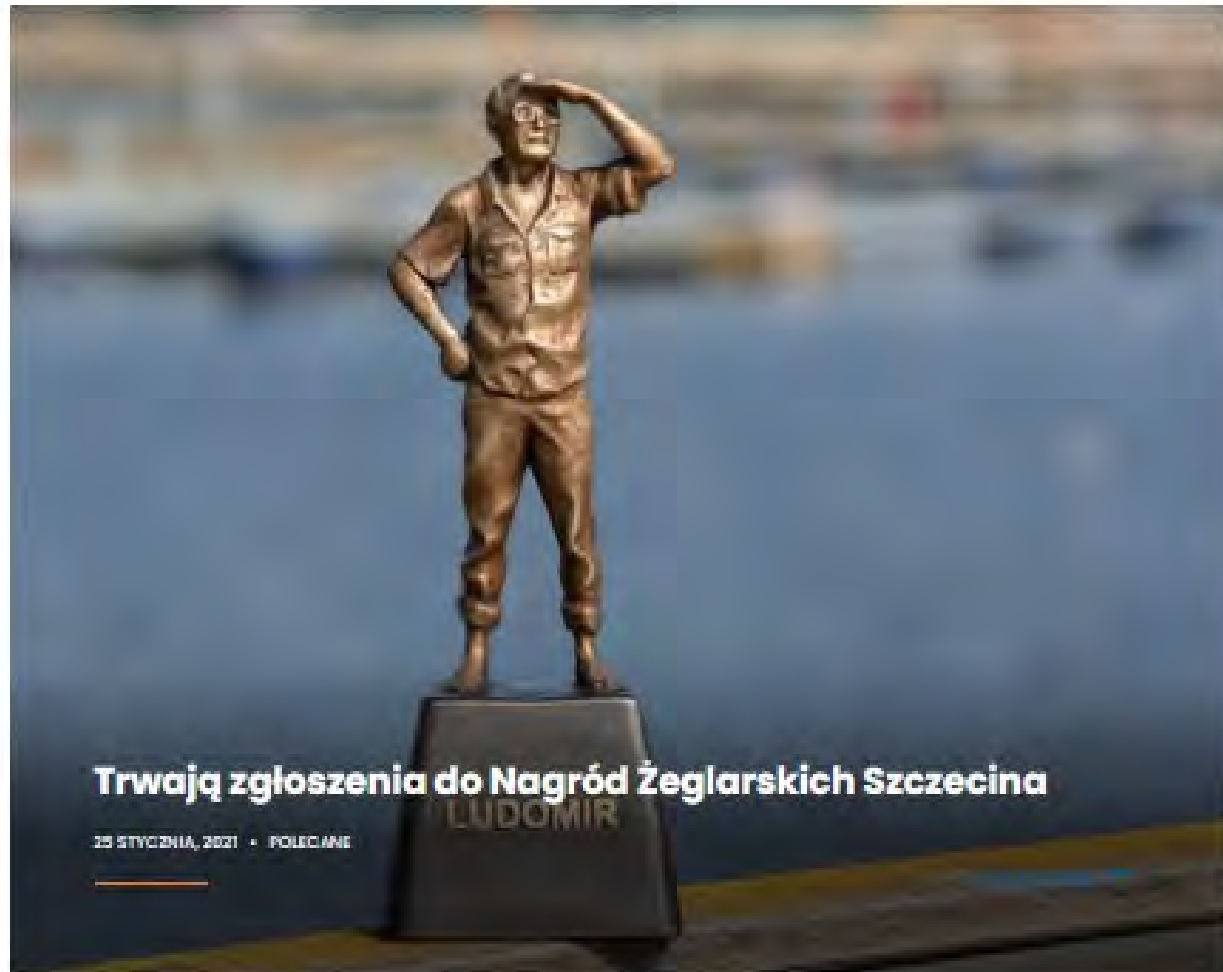 Trwają zgłoszenia do Nagród Żeglarskich Szczecina
LUDOMIR
25 STYCZNIA, 2021 • POLECANE